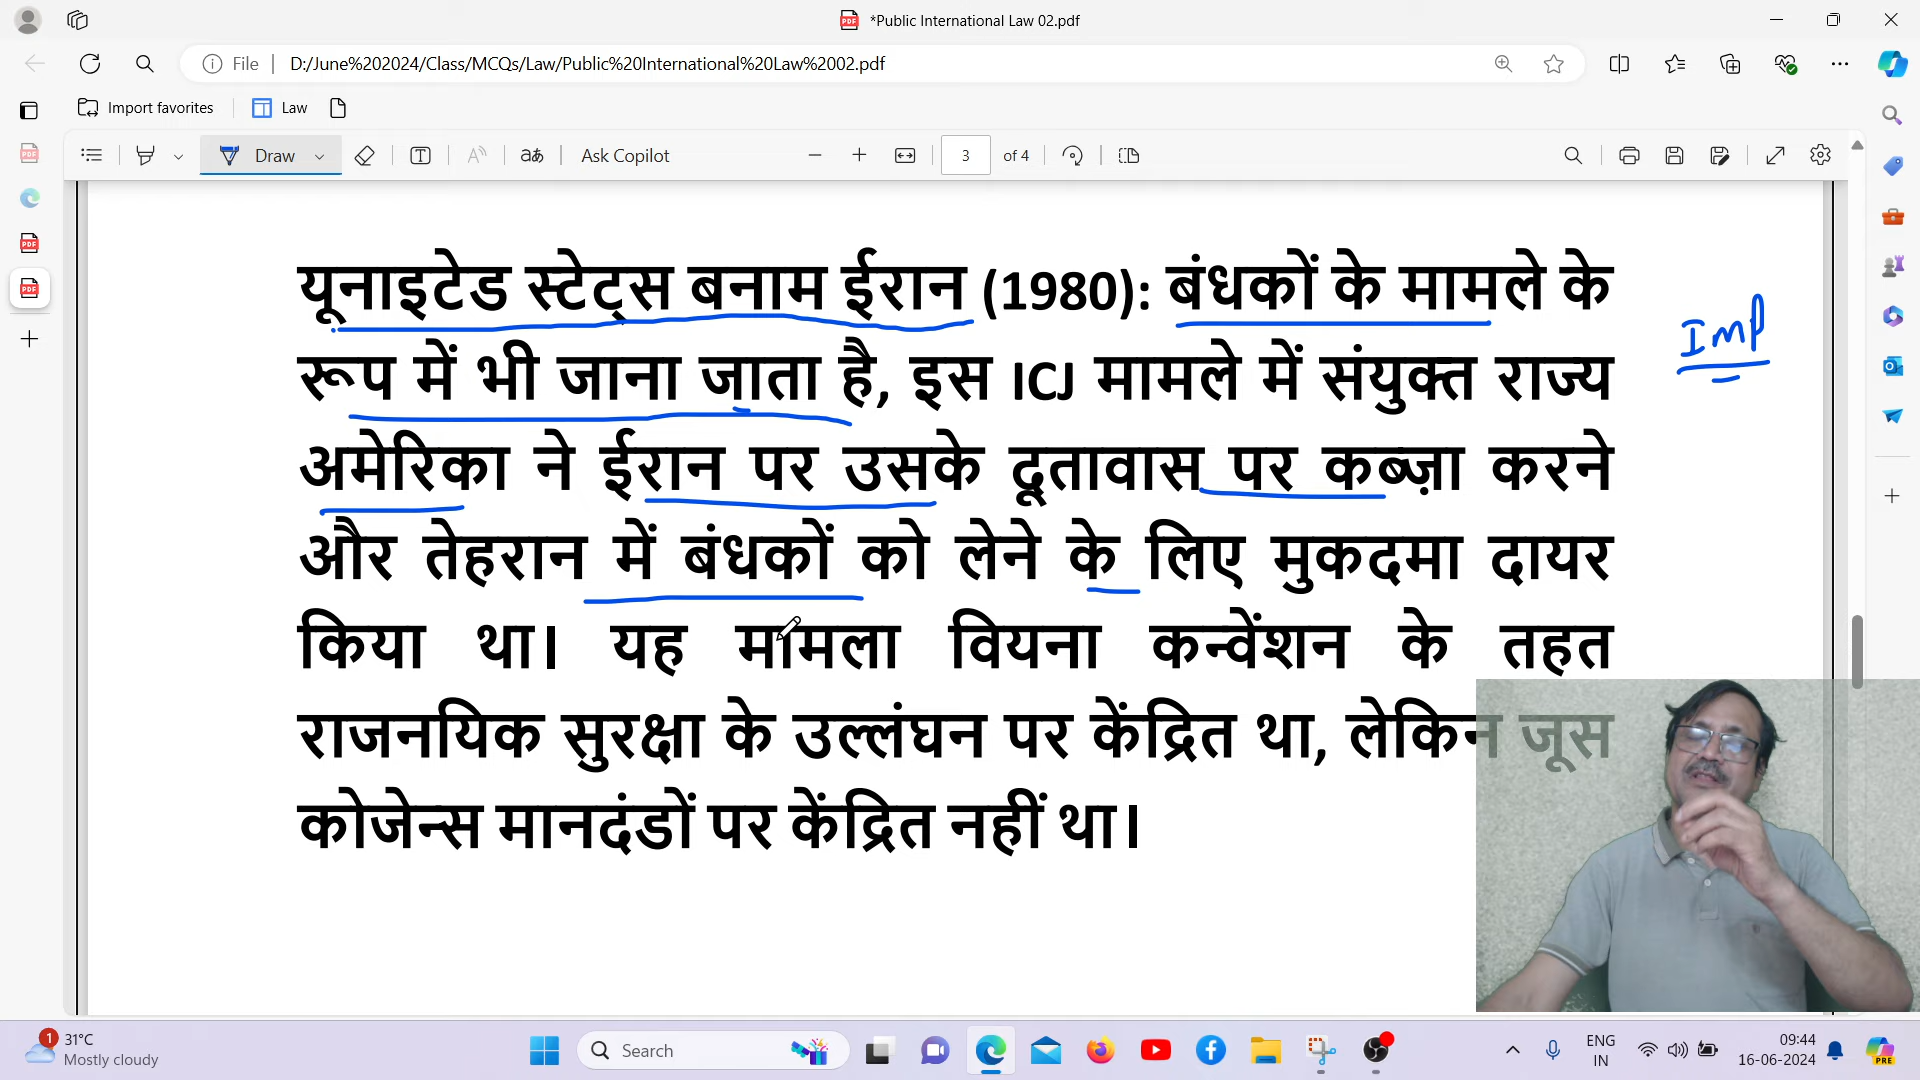 *Public International Law 02.pdf
File
D:/June%202024/Class/MCQs/Law/Public%20International%20Law%2002.pdf
Import favorites
Law
Draw
Ask Copilot
3
of 4
यूनाइटेड स्टेट्स बनाम ईरान (1980): बंधकों के मामले के
रूप में भी जाना जाता है, इस ICJ मामले में संयुक्त राज्य
Imp
अमेरिका ने ईरान पर उसके दूतावास पर कब्ज़ा करने
और तेहरान में बंधकों को लेने के लिए मुकदमा दायर
किया था। यह मामला वियना कन्वेंशन के तहत
राजनयिक सुरक्षा के उल्लंघन पर केंद्रित था, लेकिन जूस
कोजेन्स मानदंडों पर केंद्रित नहीं था।
1
31°C
Mostly cloudy
Search
ENG
IN
09:44
16-06-2024